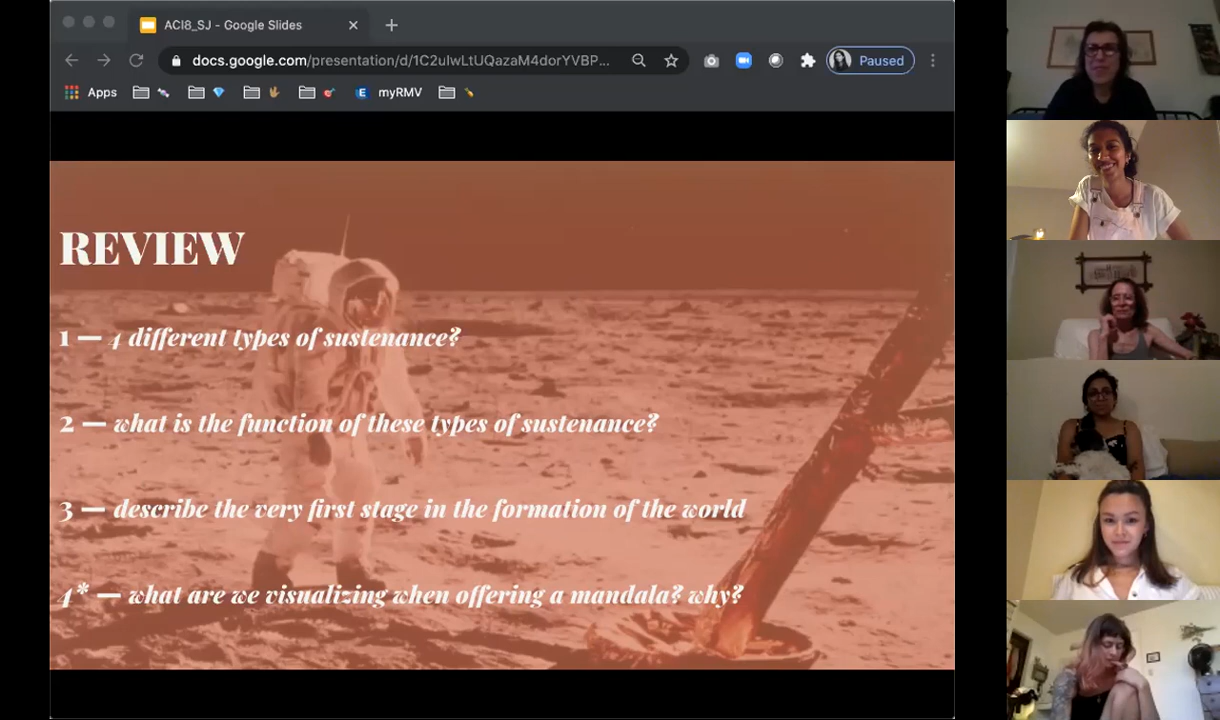 ACI8_SJ - Google Slides
docs.google.com/presentation/d/1C2uIwLtUQazaM4dorYVBP...
Paused
Apps
E
myRMV
REVIEW
1 — 4 different types of sustenance?
2 — what is the function of these types of sustenance?
3 — describe the very first stage in the formation of the world
4* — what are we visualizing when offering a mandala? why?